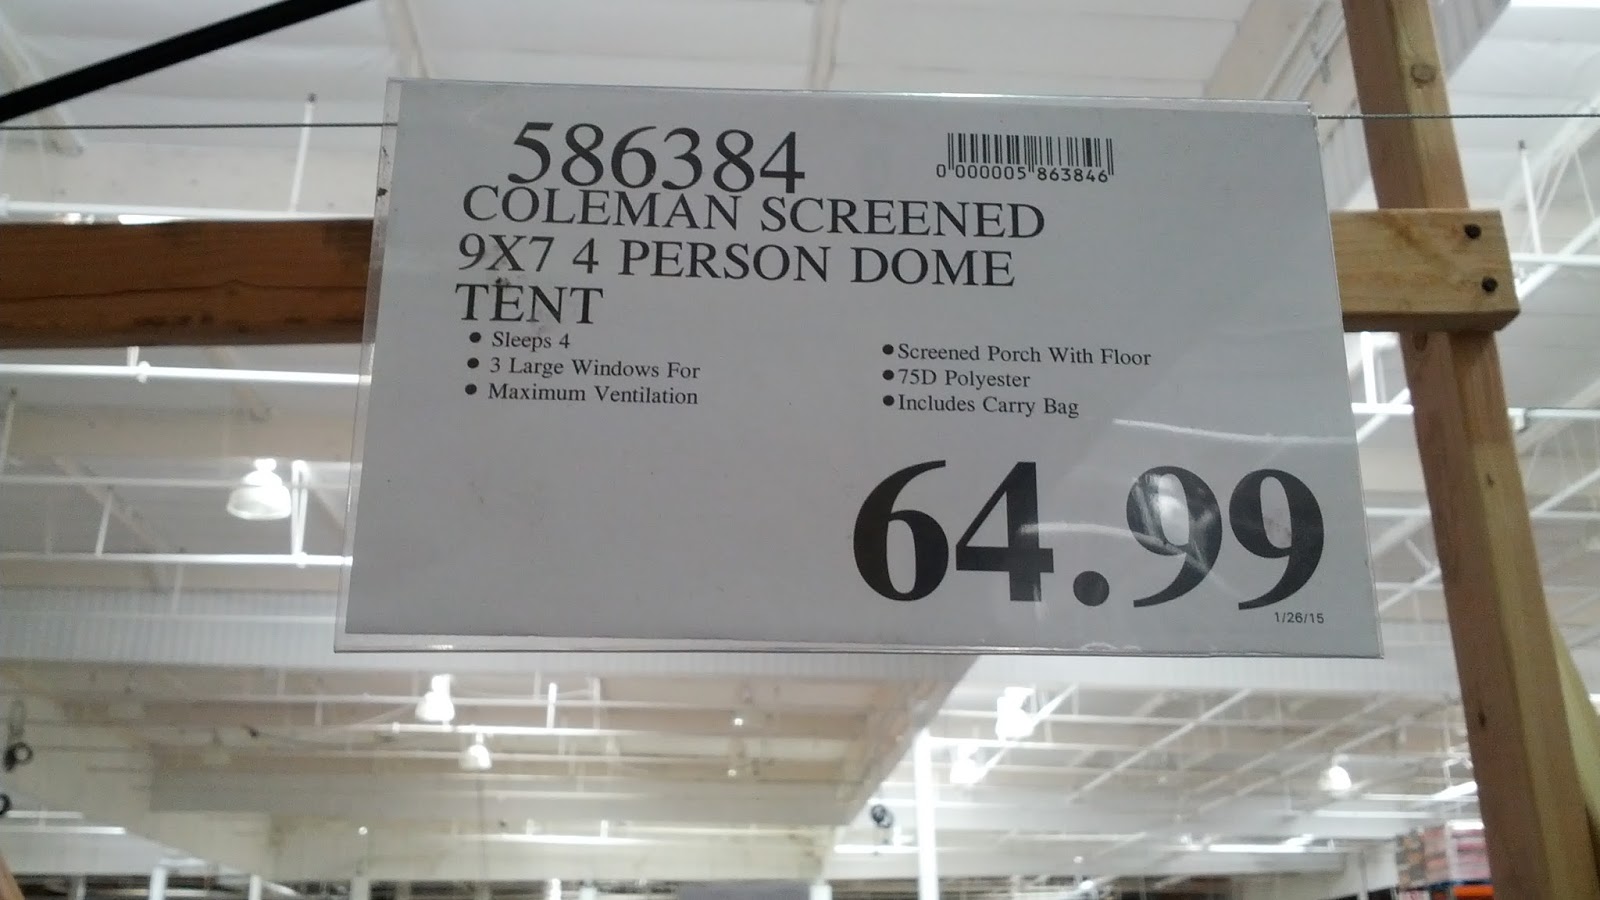 586384
0 000005 863846
COLEMAN SCREENED
9X7 4 PERSON DOME
TENT
• Sleeps 4
• 3 Large Windows For
• Maximum Ventilation
• Screened Porch With Floor
• 75D Polyester
• Includes Carry Bag
64.99
1/26/15